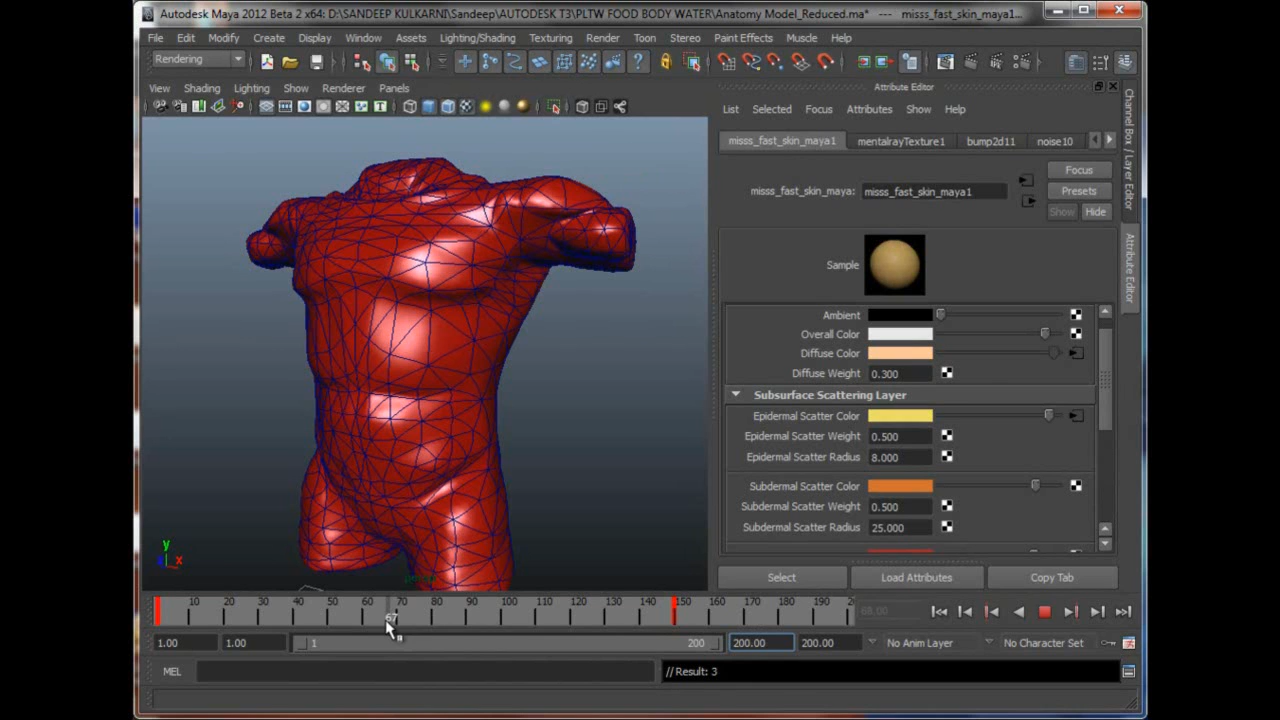 Autodesk Maya 2012 Beta 2 x64: D:\SANDEEP KULKARNI\Sandeep\AUTODESK T3\PLTW FOOD BODY WATER\Anatomy Model_Reduced.ma* --- misss_fast_skin_maya1...
File Edit Modify Create Display Window Assets Lighting/Shading Texturing Render Toon Stereo Paint Effects Muscle Help
Rendering
View Shading Lighting Show Renderer Panels
Attribute Editor
List Selected Focus Attributes Show Help
misss_fast_skin_maya1 mentalrayTexture1 bump2d11 noise10
Focus
misss_fast_skin_maya: misss_fast_skin_maya1
Presets
Show Hide
Sample
Ambient
Overall Color
Diffuse Color
Diffuse Weight 0.300
Subsurface Scattering Layer
Epidermal Scatter Color
Epidermal Scatter Weight 0.500
Epidermal Scatter Radius 8.000
Subdermal Scatter Color
Subdermal Scatter Weight 0.500
Subdermal Scatter Radius 25.000
Channel Box / Layer Editor
Attribute Editor
y
x
persp
Select Load Attributes Copy Tab
10 20 30 40 50 60 70 80 90 100 110 120 130 140 150 160 170 180 190 2
67
68.00
1.00 1.00 1 200 200.00 200.00 No Anim Layer No Character Set
MEL // Result: 3